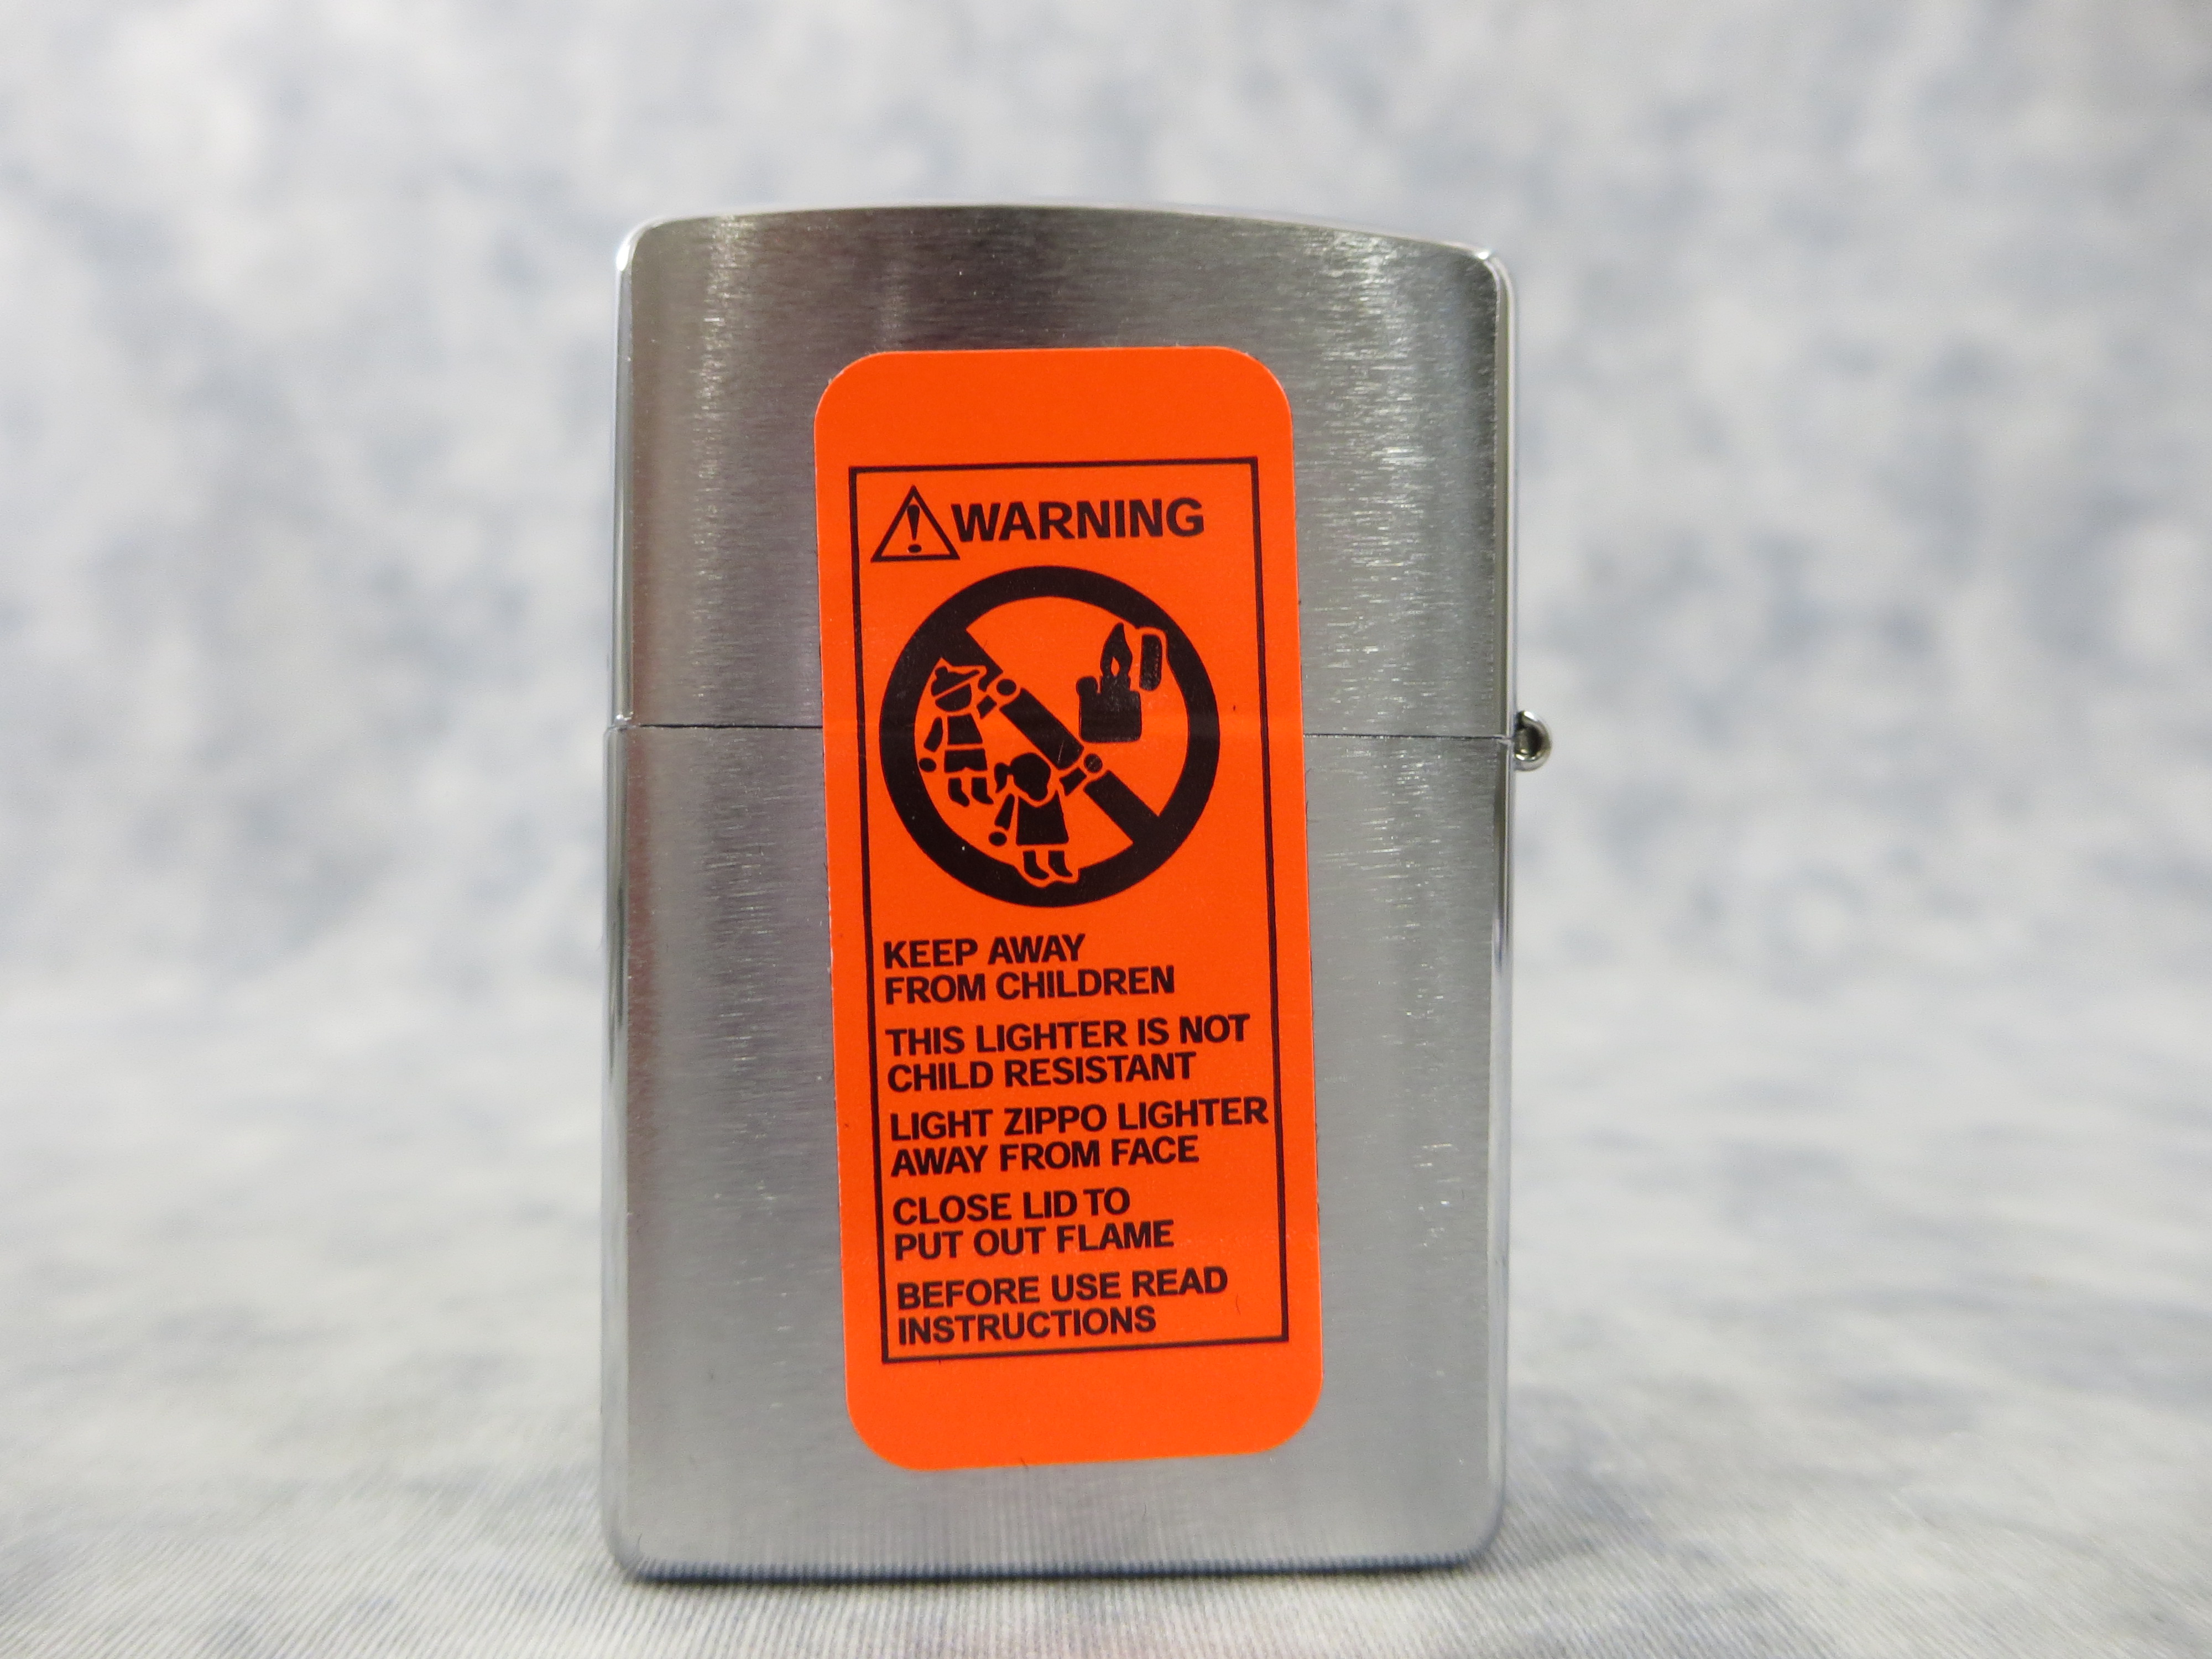 WARNING
KEEP AWAY
FROM CHILDREN
THIS LIGHTER IS NOT
CHILD RESISTANT
LIGHT ZIPPO LIGHTER
AWAY FROM FACE
CLOSE LID TO
PUT OUT FLAME
BEFORE USE READ
INSTRUCTIONS